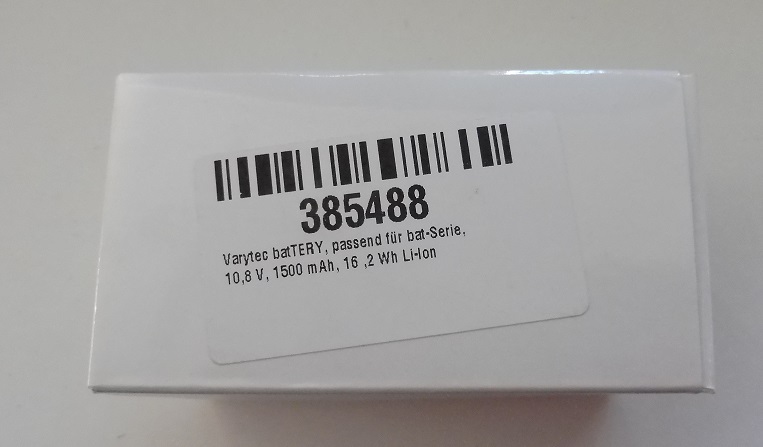 385488
Varytec batTERY, passend für bat-Serie,
10,8 V, 1500 mAh, 16 ,2 Wh Li-Ion